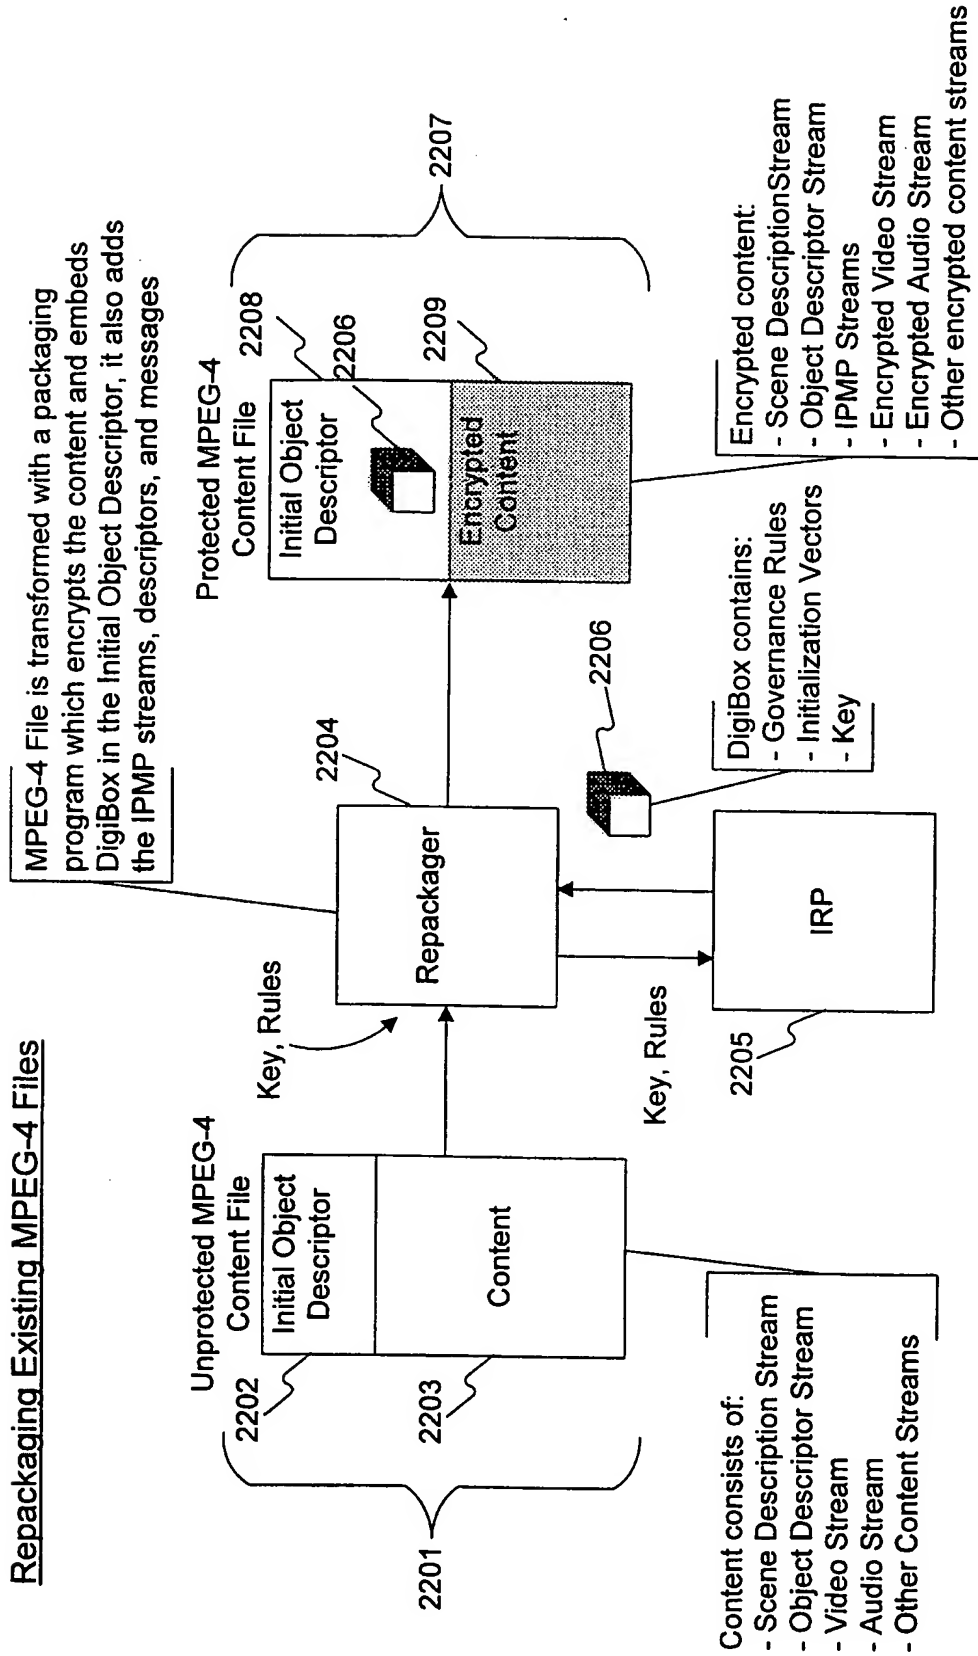 Repackaging Existing MPEG-4 Files
MPEG-4 File is transformed with a packaging
program which encrypts the content and embeds
DigiBox in the Initial Object Descriptor, it also adds
the IPMP streams, descriptors, and messages
Unprotected MPEG-4
Content File
2202
Initial Object
Descriptor
2203
Content
2201
Content consists of:
- Scene Description Stream
- Object Descriptor Stream
- Video Stream
- Audio Stream
- Other Content Streams
Key, Rules
2204
Repackager
Key, Rules
2205
IRP
2206
DigiBox contains:
- Governance Rules
- Initialization Vectors
- Key
Protected MPEG-4
Content File
2208
Initial Object
Descriptor
2206
2209
Encrypted
Content
2207
Encrypted content:
- Scene DescriptionStream
- Object Descriptor Stream
- IPMP Streams
- Encrypted Video Stream
- Encrypted Audio Stream
- Other encrypted content streams